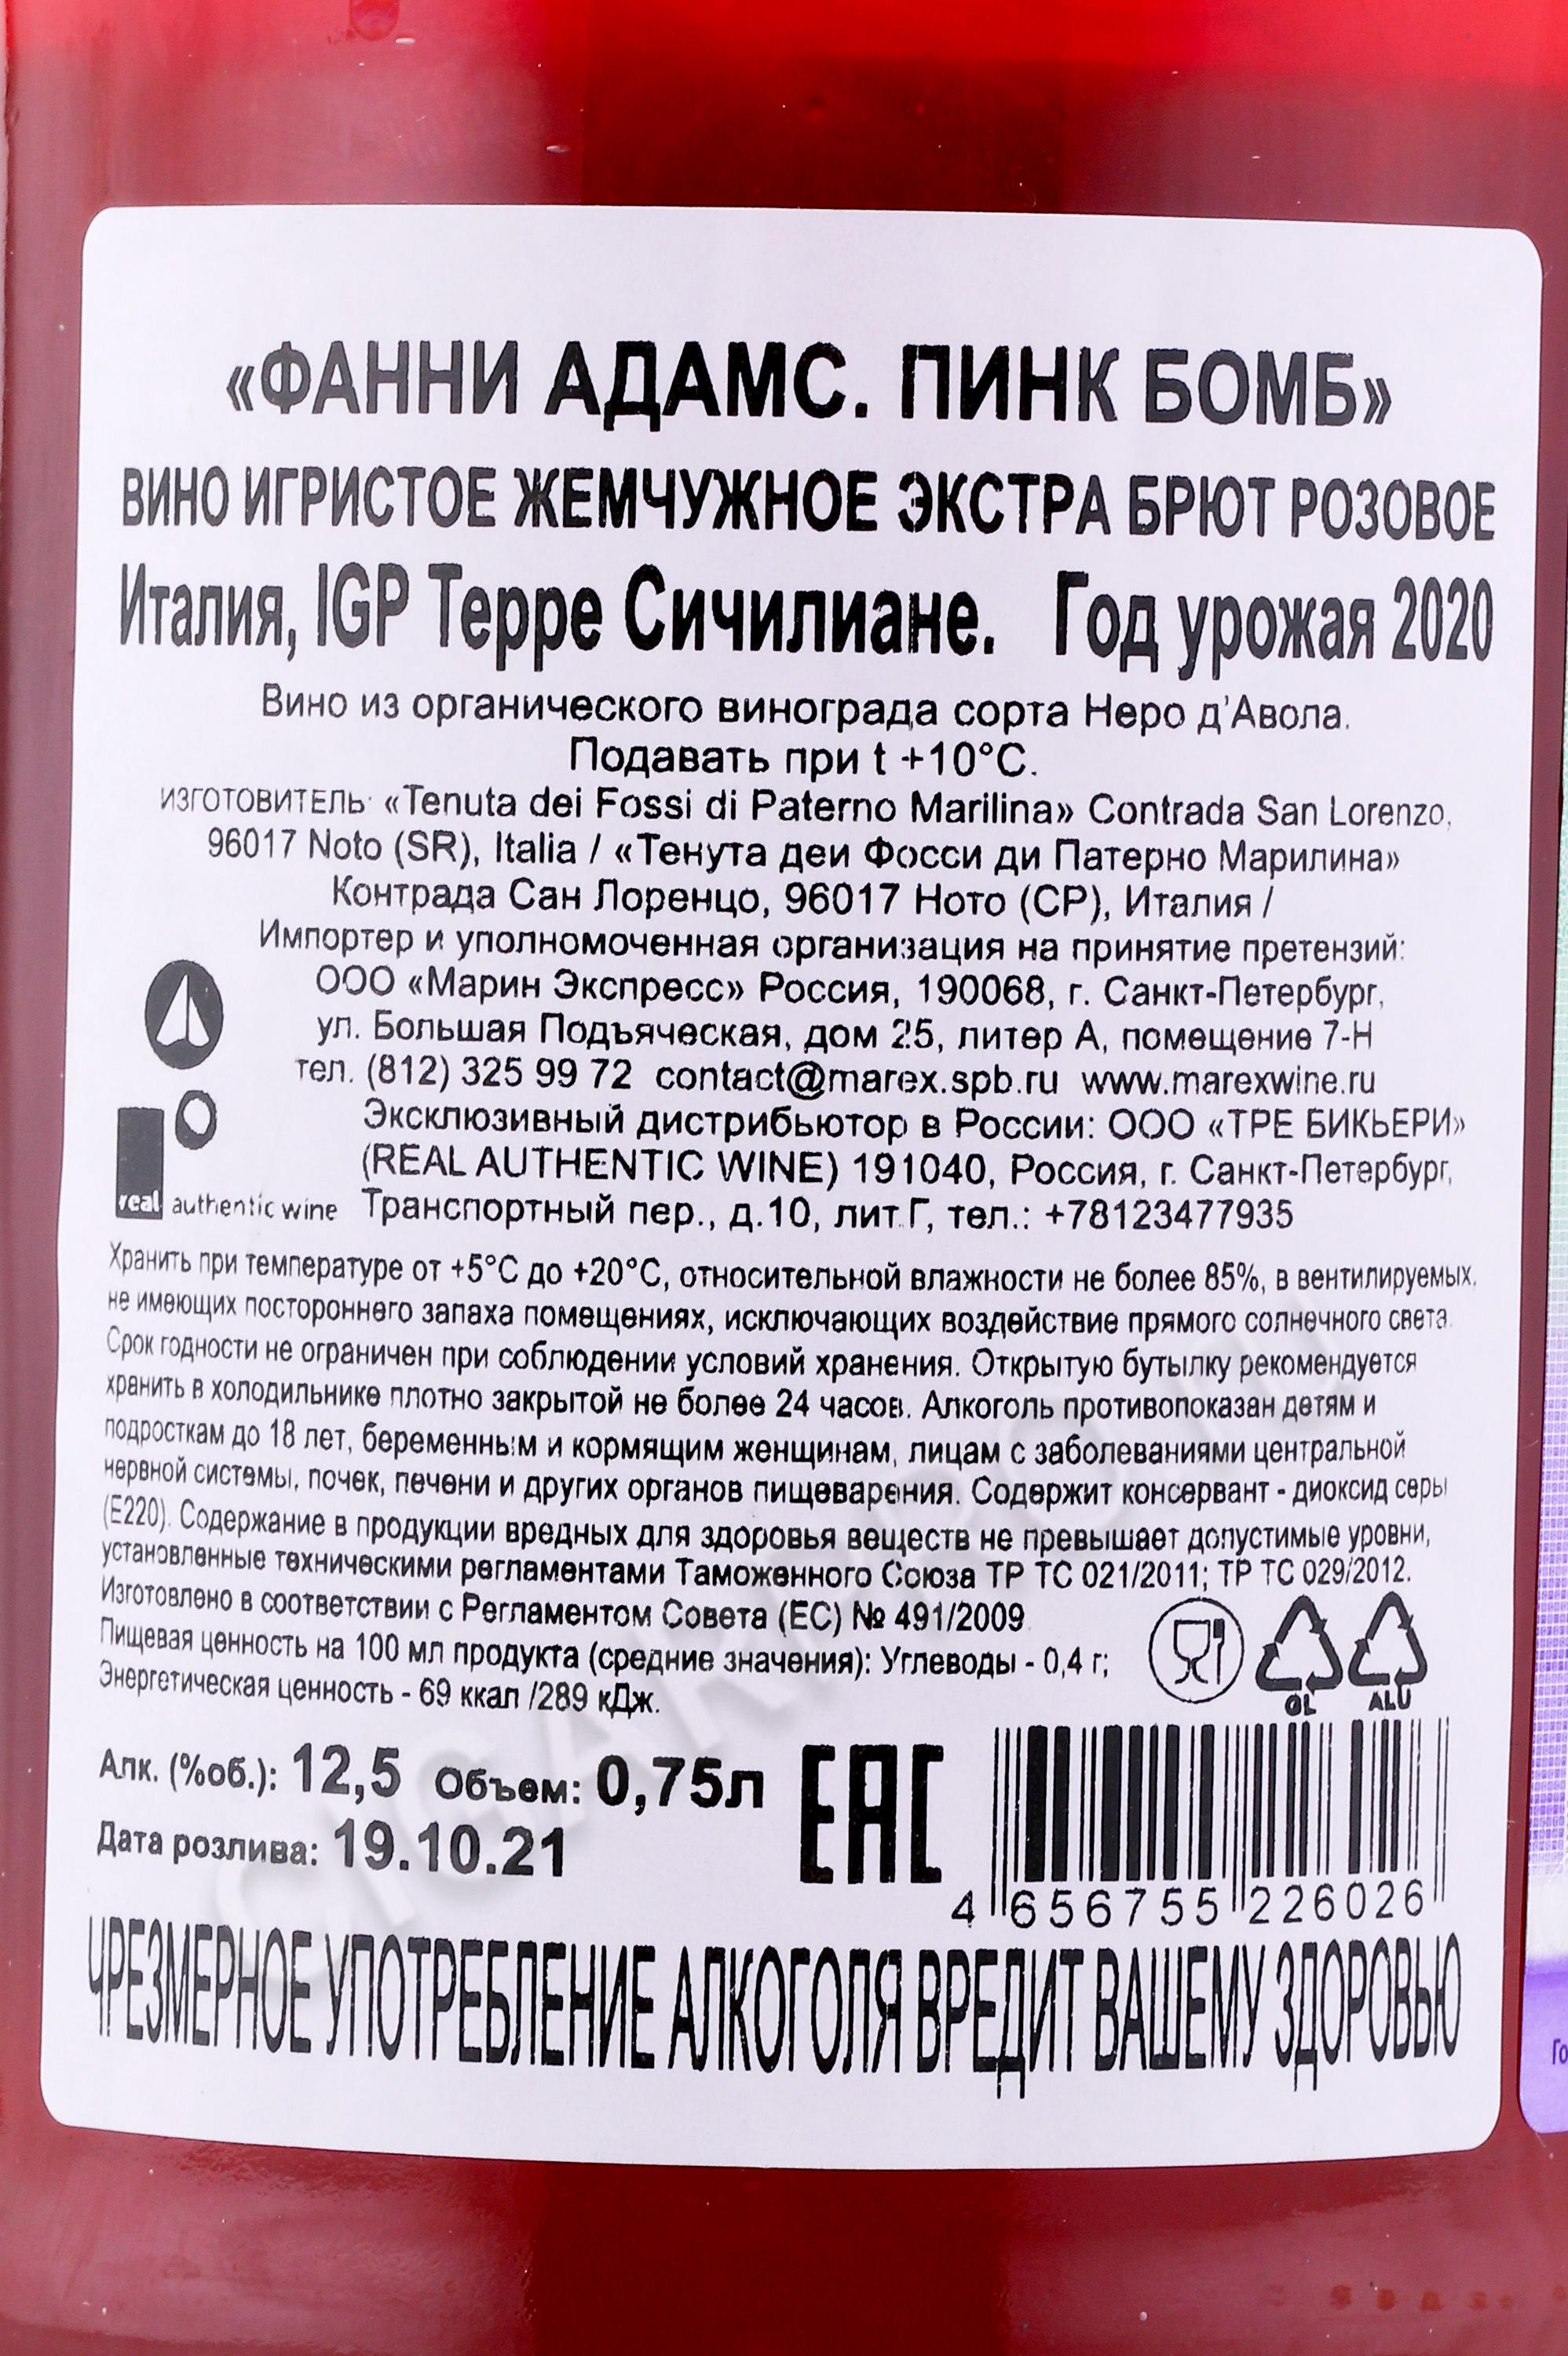 «ФАННИ АДАМС. ПИНК БОМБ»
ВИНО ИГРИСТОЕ ЖЕМЧУЖНОЕ ЭКСТРА БРЮТ РОЗОВОЕ
Италия, IGP Терре Сичилиане. Год урожая 2020
Вино из органического винограда сорта Неро д'Авола.
Подавать при t +10°C.
ИЗГОТОВИТЕЛЬ: «Tenuta dei Fossi di Paterno Marilina» Contrada San Lorenzo,
96017 Noto (SR), Italia / «Тенута деи Фосси ди Патерно Марилина»
Контрада Сан Лоренцо, 96017 Ното (СР), Италия /
Импортер и уполномоченная организация на принятие претензий:
ООО «Марин Экспресс» Россия, 190068, г. Санкт-Петербург,
ул. Большая Подъяческая, дом 25, литер А, помещение 7-Н
тел. (812) 325 99 72 contact@marex.spb.ru www.marexwine.ru
Эксклюзивный дистрибьютор в России: ООО «ТРЕ БИКЬЕРИ»
(REAL AUTHENTIC WINE) 191040, Россия, г. Санкт-Петербург,
real authentic wine
Транспортный пер., д.10, лит.Г, тел.: +78123477935
Хранить при температуре от +5°C до +20°C, относительной влажности не более 85%, в вентилируемых,
не имеющих постороннего запаха помещениях, исключающих воздействие прямого солнечного света.
Срок годности не ограничен при соблюдении условий хранения. Открытую бутылку рекомендуется
хранить в холодильнике плотно закрытой не более 24 часов. Алкоголь противопоказан детям и
подросткам до 18 лет, беременным и кормящим женщинам, лицам с заболеваниями центральной
нервной системы, почек, печени и других органов пищеварения. Содержит консервант - диоксид серы
(E220). Содержание в продукции вредных для здоровья веществ не превышает допустимые уровни,
установленные техническими регламентами Таможенного Союза ТР ТС 021/2011; ТР ТС 029/2012.
Изготовлено в соответствии с Регламентом Совета (ЕС) № 491/2009
Пищевая ценность на 100 мл продукта (средние значения): Углеводы - 0,4 г;
Энергетическая ценность - 69 ккал /289 кДж.
GL ALU
Алк. (%об.): 12,5 Объем: 0,75л
EAC
Дата розлива: 19.10.21
4 656755 226026
ЧРЕЗМЕРНОЕ УПОТРЕБЛЕНИЕ АЛКОГОЛЯ ВРЕДИТ ВАШЕМУ ЗДОРОВЬЮ
CIGARPRO.ru
Го